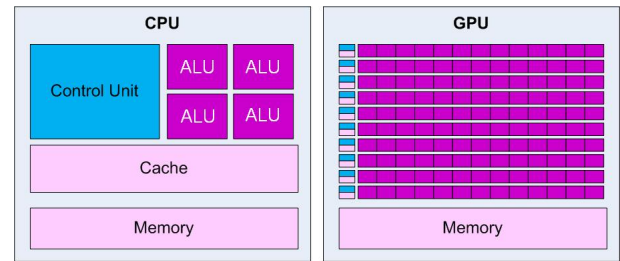 CPU
Control Unit
ALU ALU
ALU ALU
Cache
Memory
GPU
Memory